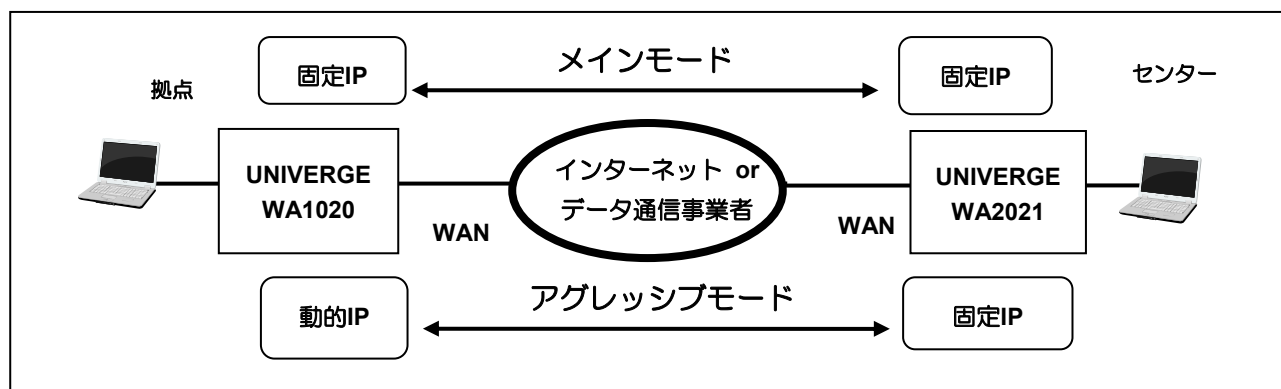 メインモード
固定IP
固定IP
拠点
センター
UNIVERGE
WA1020
インターネット or
データ通信事業者
UNIVERGE
WA2021
WAN
WAN
アグレッシブモード
動的IP
固定IP